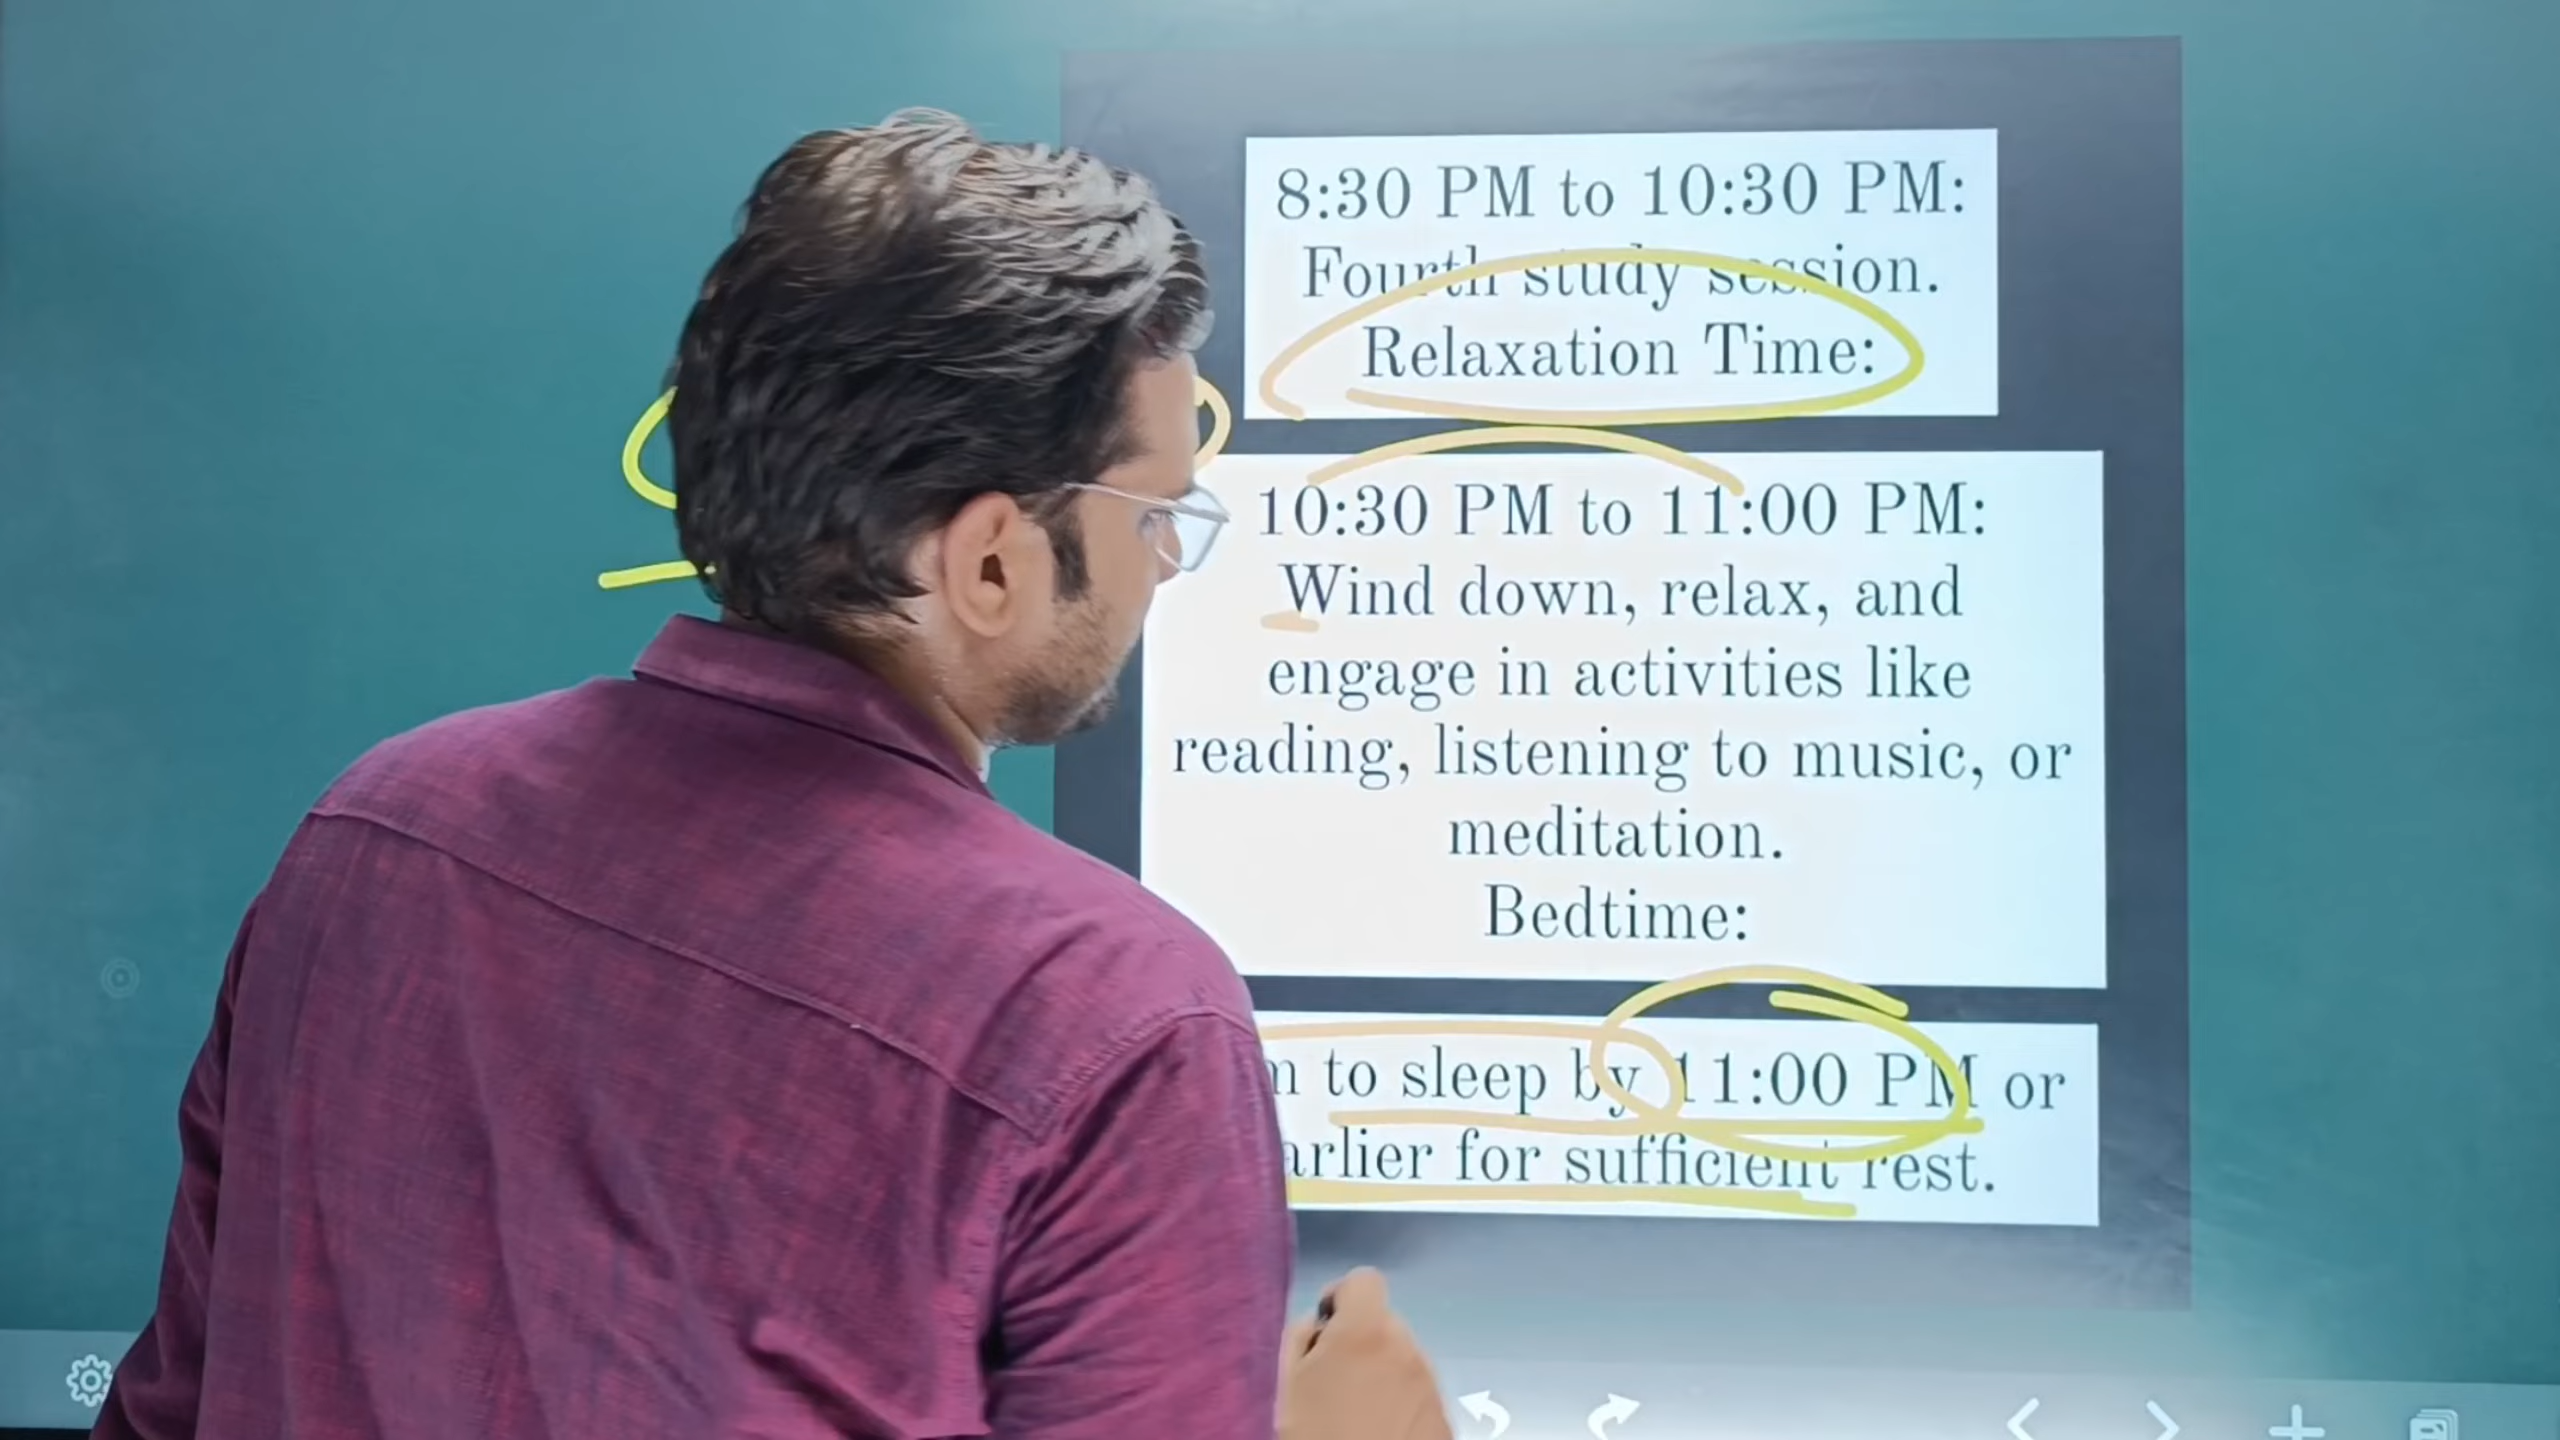 8:30 PM to 10:30 PM:
Fourth study session.
Relaxation Time:
10:30 PM to 11:00 PM:
Wind down, relax, and
engage in activities like
reading, listening to music, or
meditation.
Bedtime:
to sleep by 11:00 PM or
for sufficient rest.